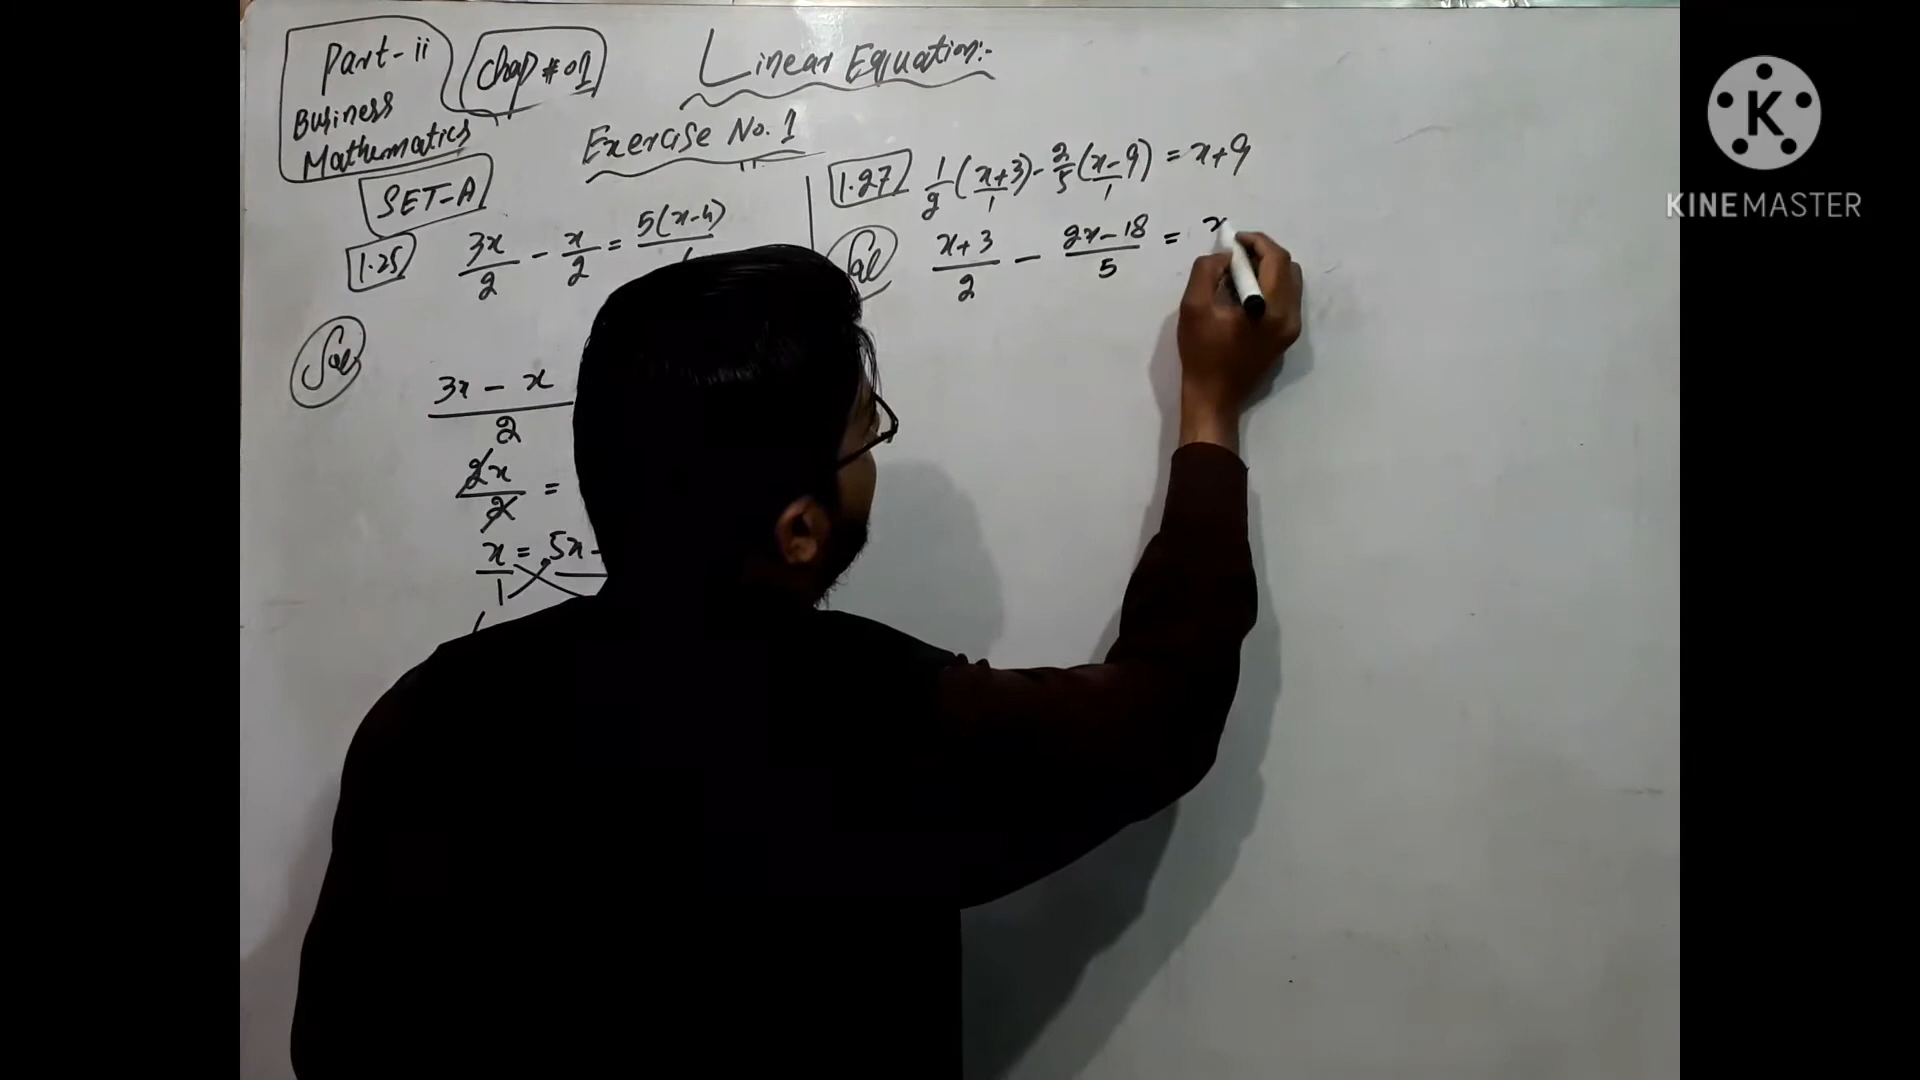 Part-ii
Business
Mathematics
Chap #01
Linear Equation:-
Exercise No. 1
SET-A
1.25 3x/2 - x/2 = 5(x-4)
Sol
3x - x
2
2x/2 =
x/1 = 5x-
1.27 1/2 (x+3/1) - 2/5 (x-9/1) = x+9
Sol x+3/2 - 2x-18/5 = x
K
KINEMASTER